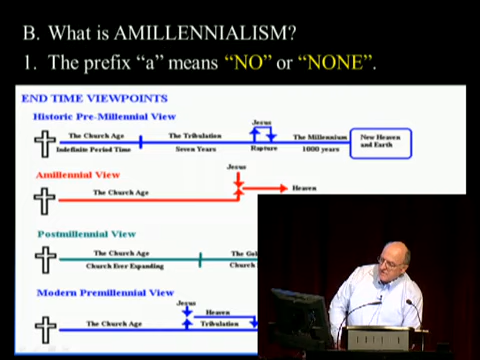 B. What is AMILLENNIALISM?
1. The prefix “a” means “NO” or “NONE”.
END TIME VIEWPOINTS
Historic Pre-Millennial View
Jesus
The Church Age The Tribulation The Millennium New Heaven
Indefinite Period Time Seven Years Rapture 1000 years and Earth
Amillennial View
Jesus
The Church Age Heaven
Postmillennial View
The Church Age The Gol
Church Ever Expanding Church
Modern Premillennial View
Jesus
Heaven
The Church Age Tribulation